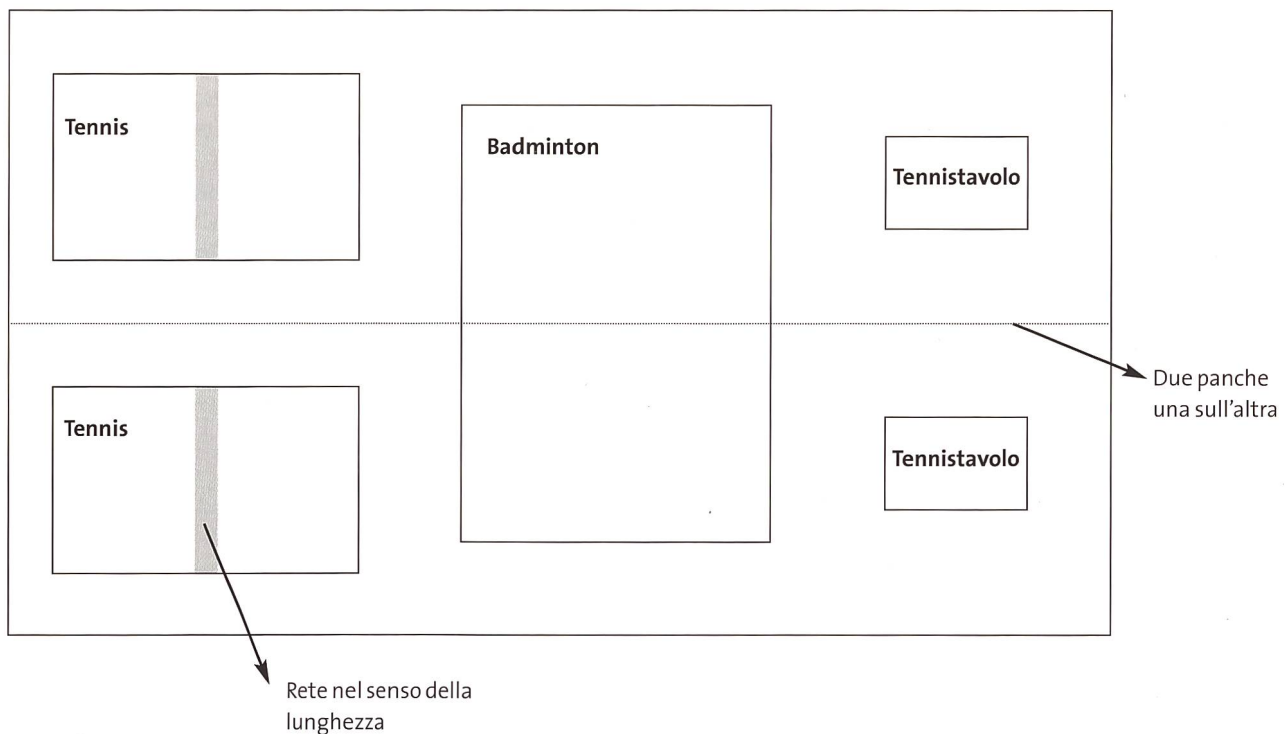 Tennis
Badminton
Tennistavolo
Due panche
una sull'altra
Tennis
Tennistavolo
Rete nel senso della
lunghezza